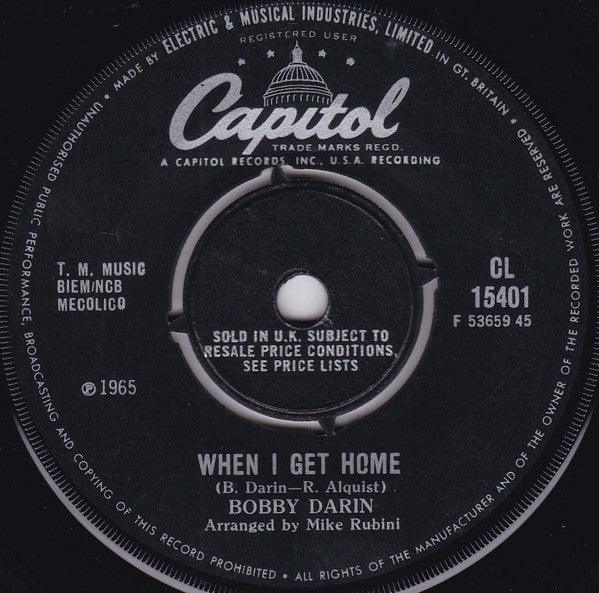 MADE BY ELECTRIC & MUSICAL INDUSTRIES, LIMITED IN GT. BRITAIN •
REGISTERED USER
Capitol
TRADE MARKS REGD.
A CAPITOL RECORDS, INC., U.S.A. RECORDING
T. M. MUSIC
BIEM/NCB
MECOLICO
CL
15401
F 53659 45
SOLD IN U.K. SUBJECT TO
RESALE PRICE CONDITIONS,
SEE PRICE LISTS
℗ 1965
WHEN I GET HOME
(B. Darin—R. Alquist)
BOBBY DARIN
Arranged by Mike Rubini
ALL RIGHTS OF THE MANUFACTURER AND OF THE OWNER OF THE RECORDED WORK ARE RESERVED •
UNAUTHORISED PUBLIC PERFORMANCE, BROADCASTING AND COPYING OF THIS RECORD PROHIBITED •